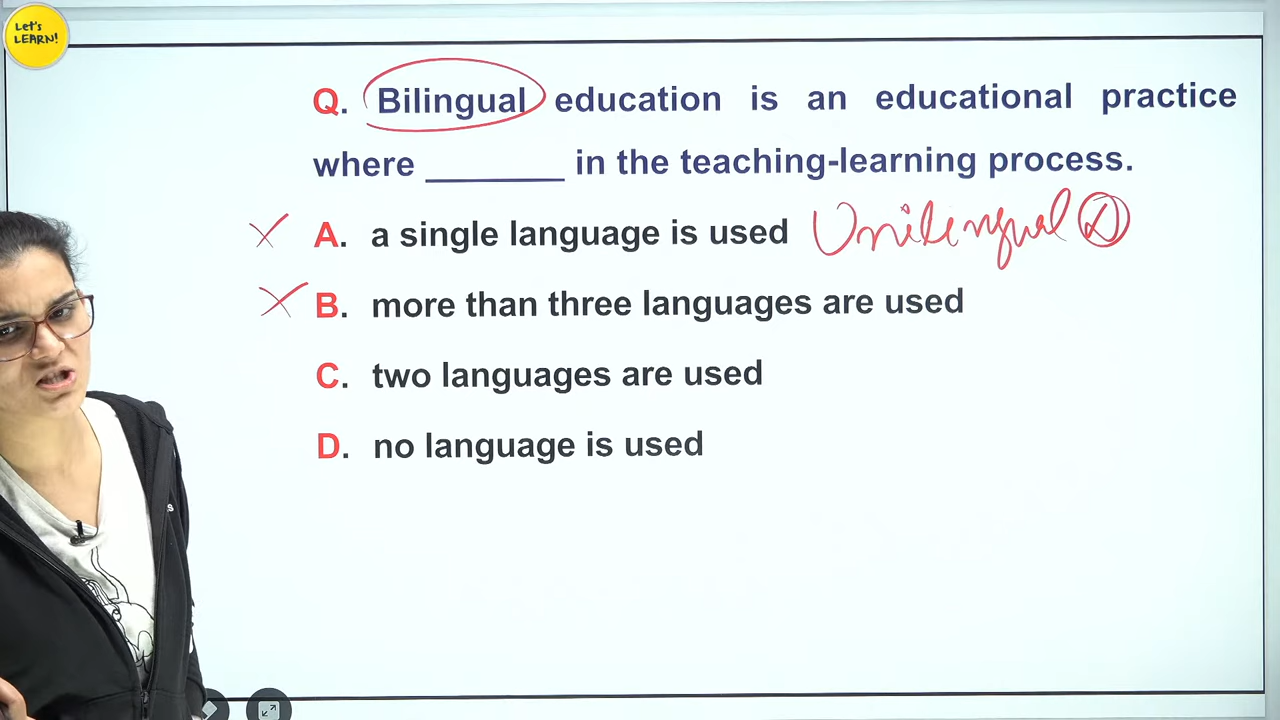 Let's
LEARN!
Q. Bilingual education is an educational practice
where ________ in the teaching-learning process.
A. a single language is used Unilingual
B. more than three languages are used
C. two languages are used
D. no language is used